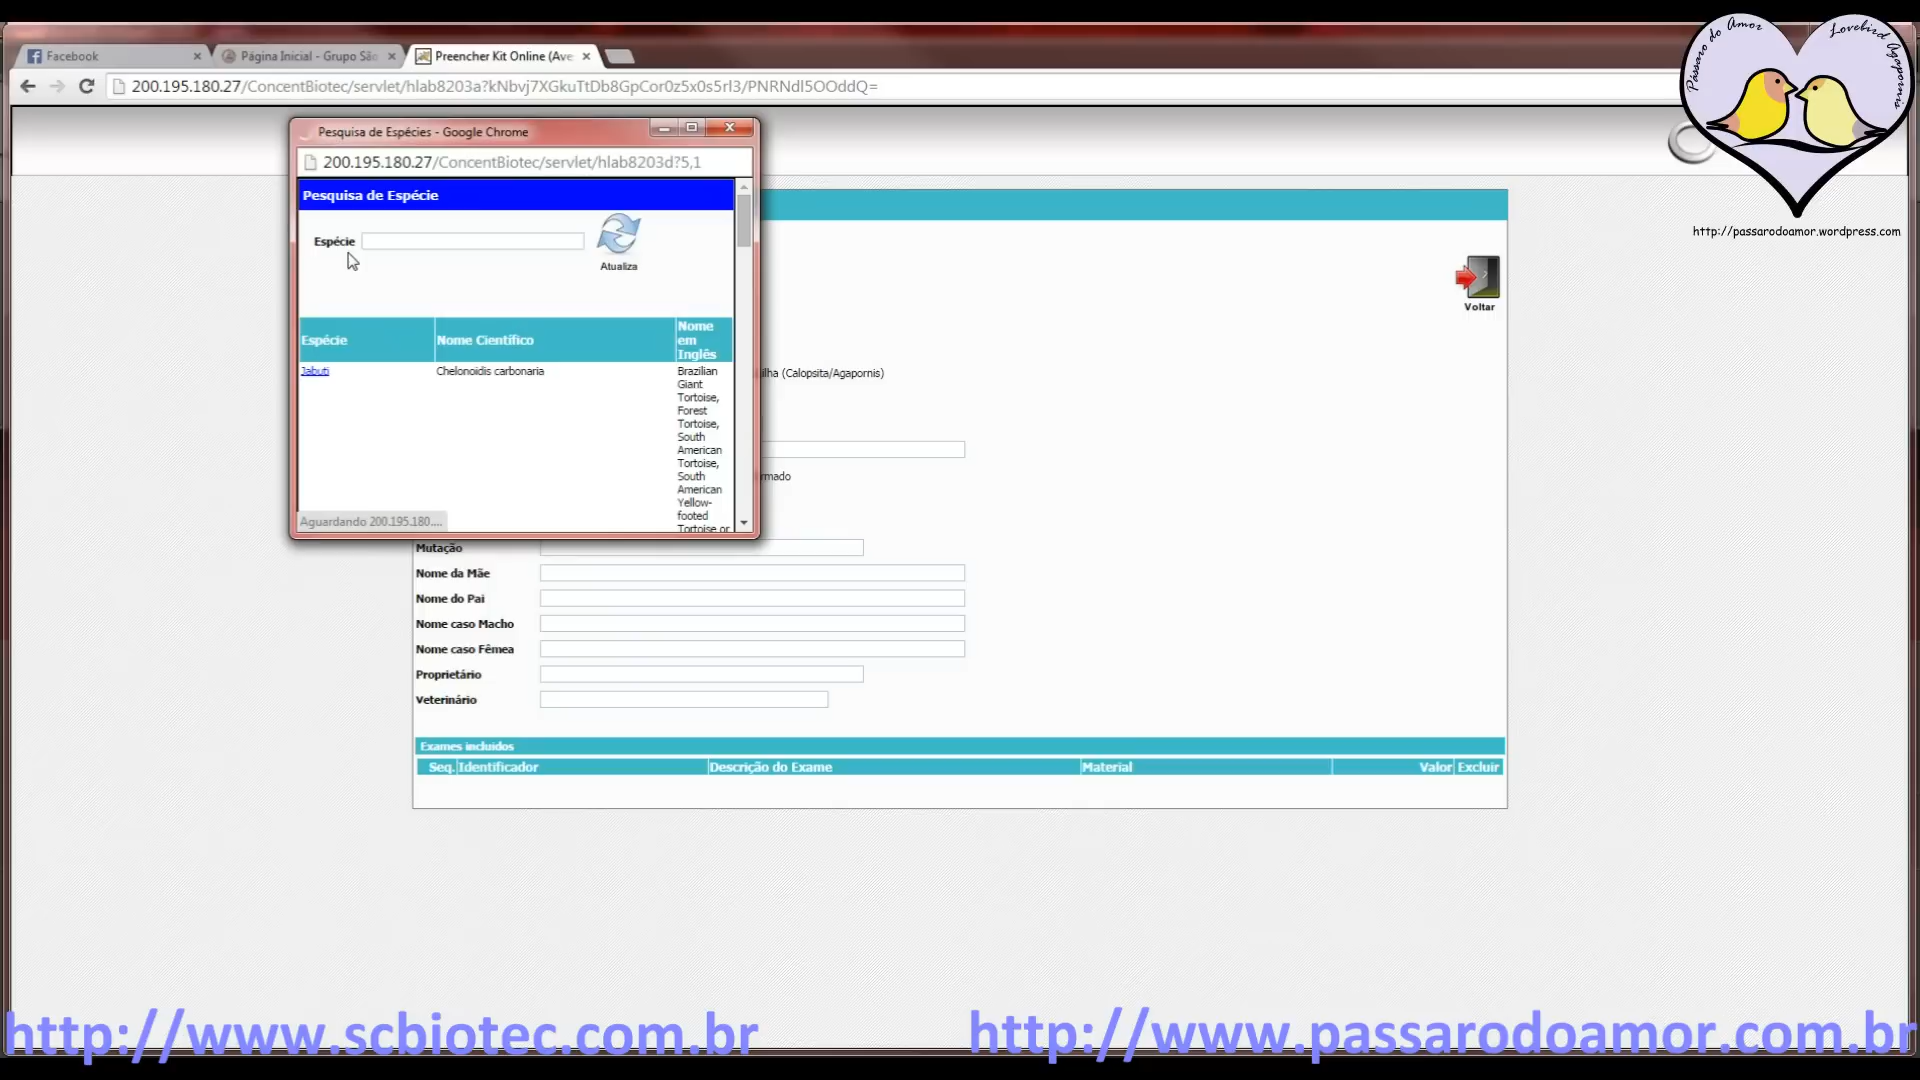 Facebook
Página Inicial - Grupo São
Preencher Kit Online (Ave
200.195.180.27/ConcentBiotec/servlet/hlab8203a?kNbvj7XGkuTtDb8GpCor0z5x0s5rl3/PNRNdl5OOddQ=
Pássaro do Amor
Lovebird Agapornis
http://passarodoamor.wordpress.com
Pesquisa de Espécies - Google Chrome
200.195.180.27/ConcentBiotec/servlet/hlab8203d?5,1
Pesquisa de Espécie
Espécie
Atualiza
Voltar
Espécie
Nome Científico
Nome em Inglês
Jabuti
Chelonoidis carbonaria
Brazilian
Giant
Tortoise,
Forest
Tortoise,
South
American
Tortoise,
South
American
Yellow-
footed
Tortoise or
ilha (Calopsita/Agapornis)
rmado
Aguardando 200.195.180....
Mutação
Nome da Mãe
Nome do Pai
Nome caso Macho
Nome caso Fêmea
Proprietário
Veterinário
Exames incluídos
Seq. Identificador Descrição do Exame Material Valor Excluir
http://www.scbiotec.com.br
http://www.passarodoamor.com.br